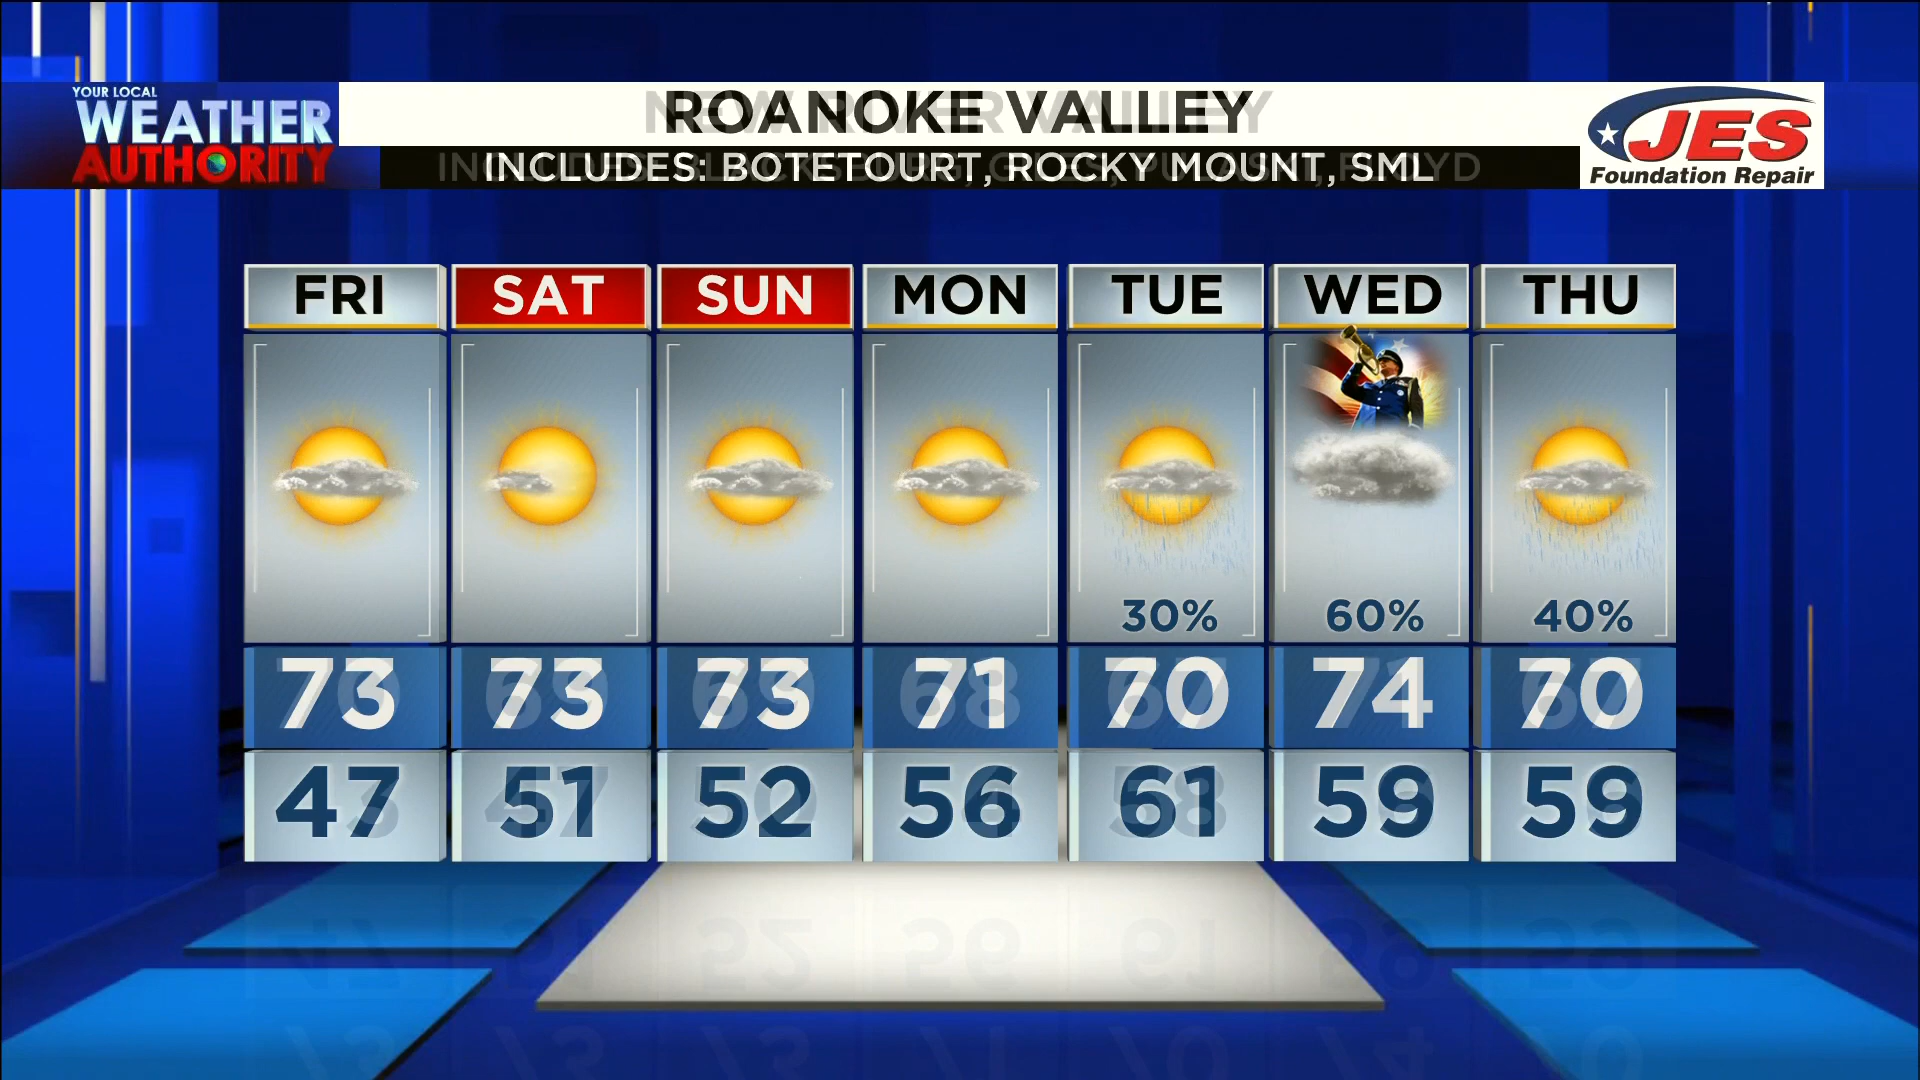 YOUR LOCAL
WEATHER
AUTHORITY
ROANOKE VALLEY
INCLUDES: BOTETOURT, ROCKY MOUNT, SML
JES
Foundation Repair
FRI SAT SUN MON TUE WED THU
30% 60% 40%
73 73 73 71 70 74 70
47 51 52 56 61 59 59